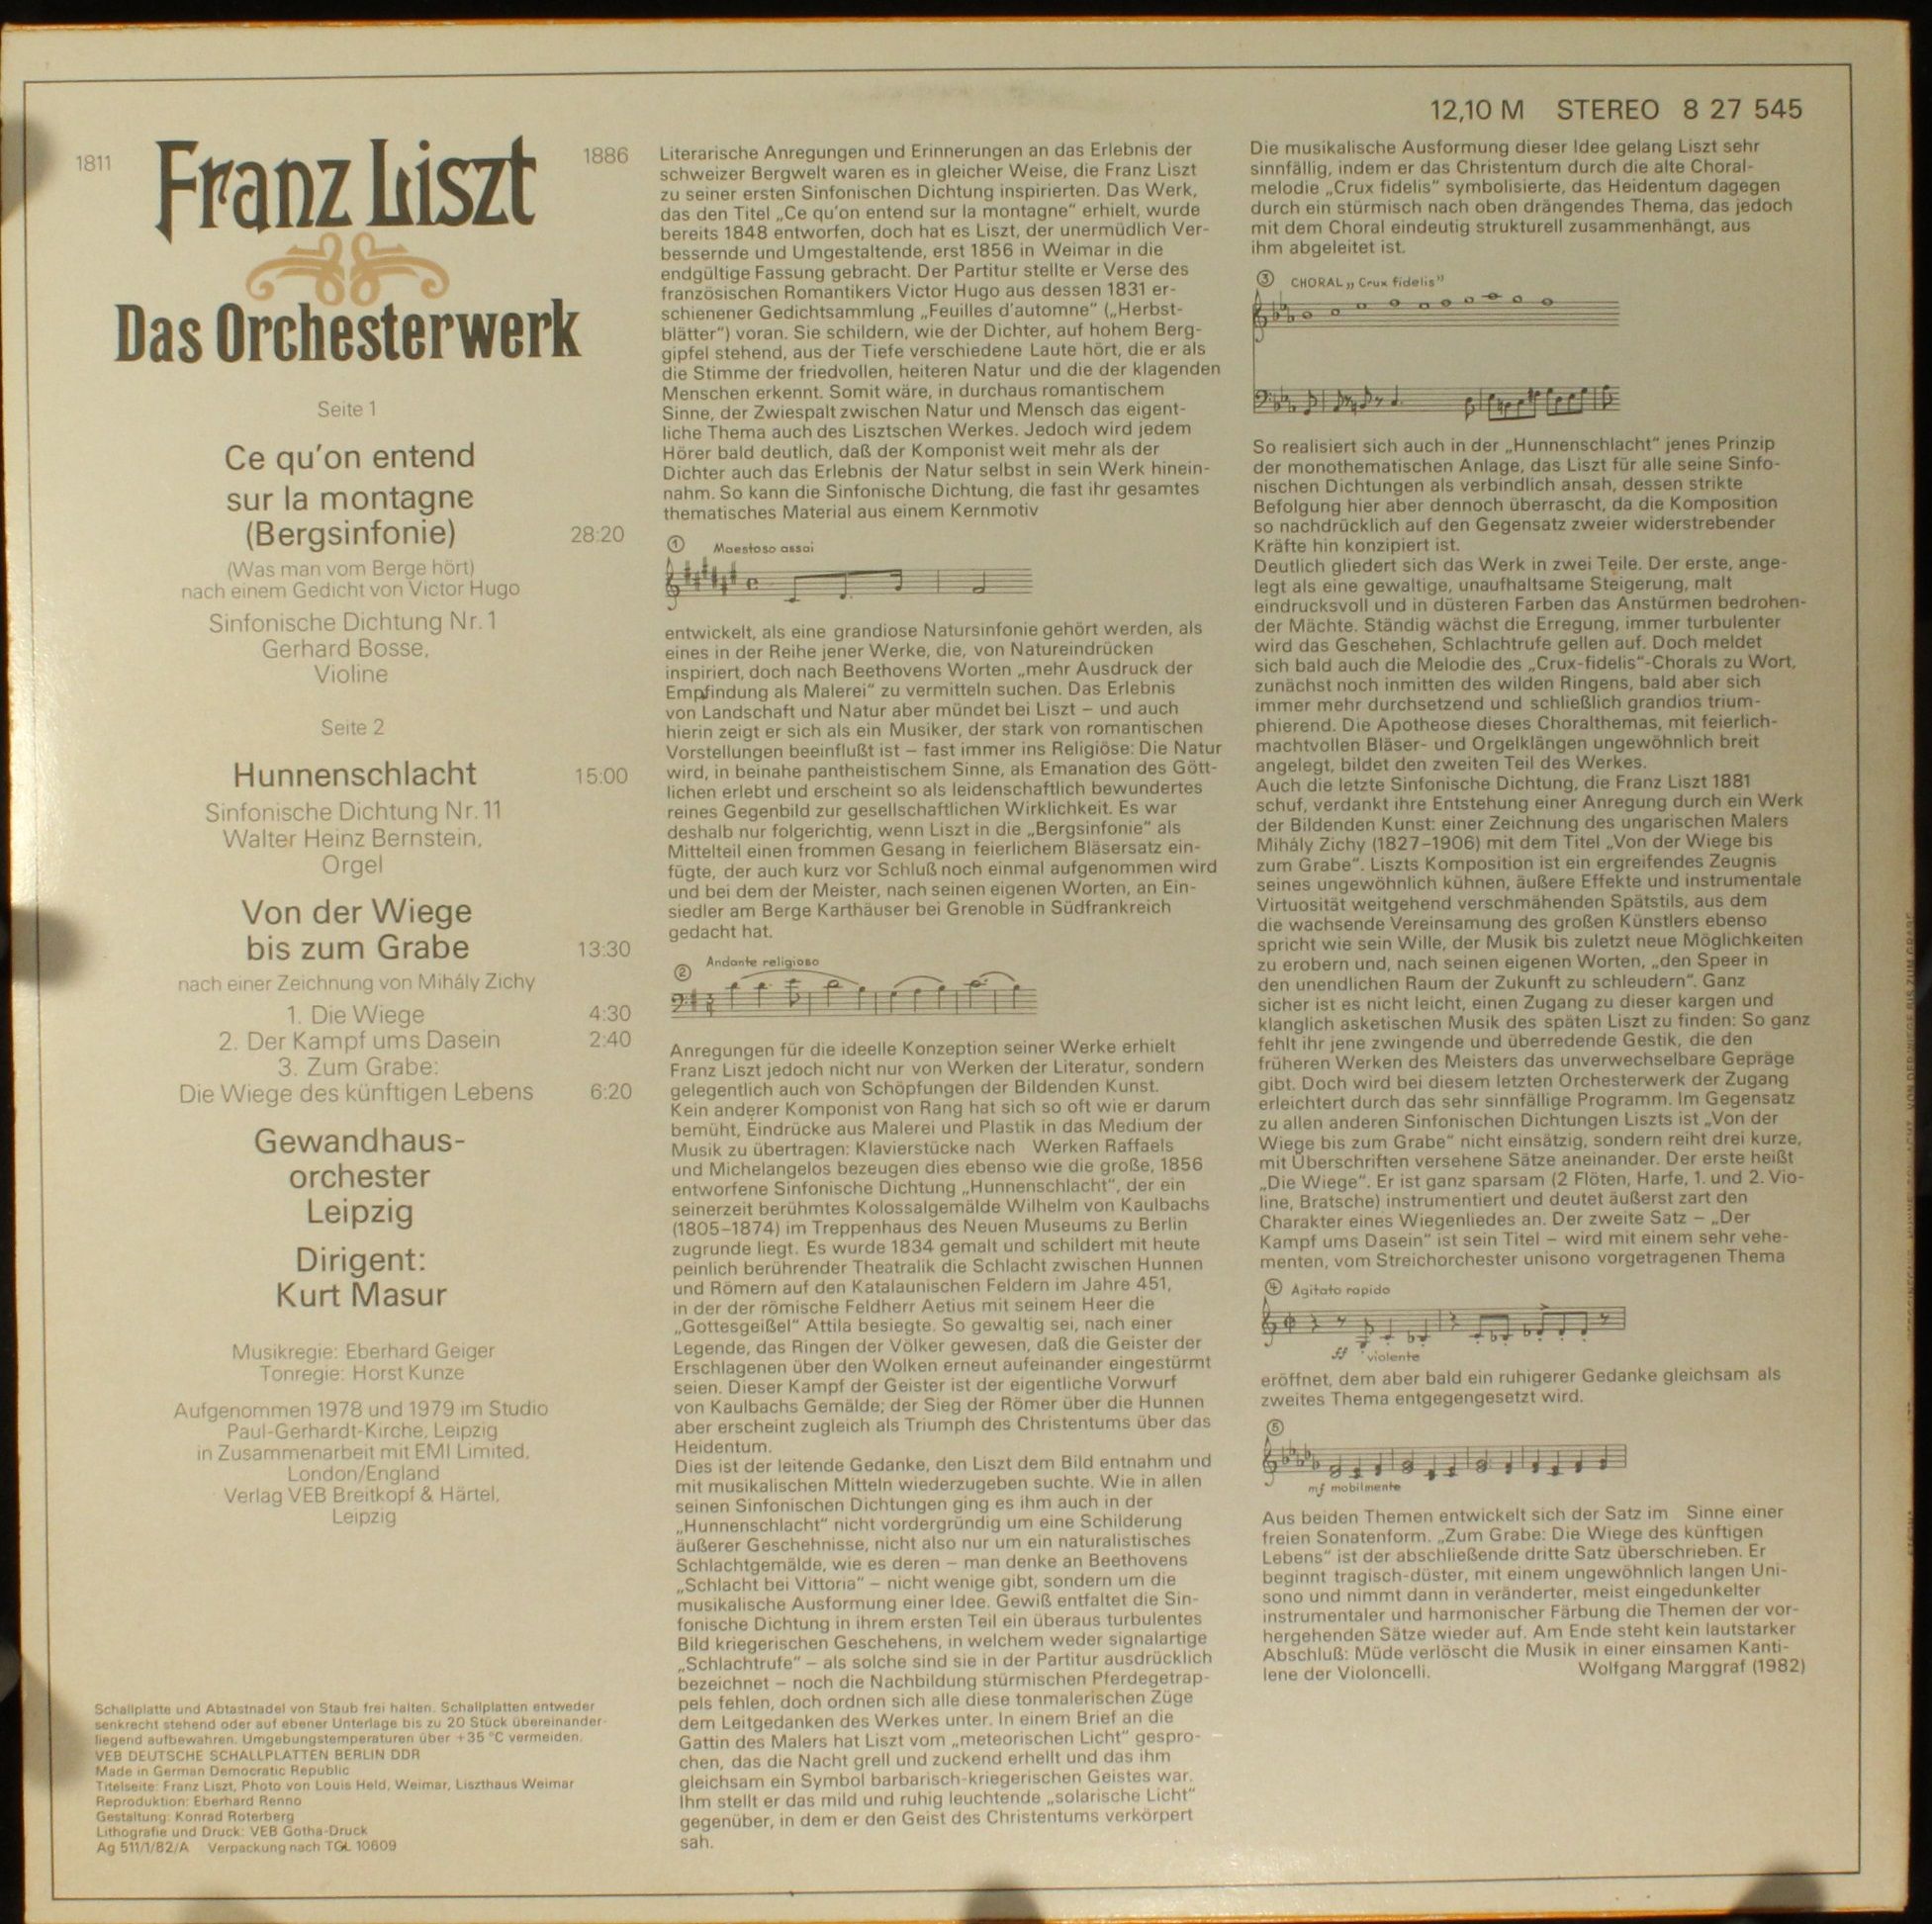 12,10 M STEREO 8 27 545
1811
Franz Liszt
1886
Das Orchesterwerk
Seite 1
Ce qu'on entend
sur la montagne
(Bergsinfonie) 28:20
(Was man vom Berge hört)
nach einem Gedicht von Victor Hugo
Sinfonische Dichtung Nr. 1
Gerhard Bosse,
Violine
Seite 2
Hunnenschlacht 15:00
Sinfonische Dichtung Nr. 11
Walter Heinz Bernstein,
Orgel
Von der Wiege
bis zum Grabe 13:30
nach einer Zeichnung von Mihály Zichy
1. Die Wiege 4:30
2. Der Kampf ums Dasein 2:40
3. Zum Grabe:
Die Wiege des künftigen Lebens 6:20
Gewandhaus-
orchester
Leipzig
Dirigent:
Kurt Masur
Musikregie: Eberhard Geiger
Tonregie: Horst Kunze
Aufgenommen 1978 und 1979 im Studio
Paul-Gerhardt-Kirche, Leipzig
in Zusammenarbeit mit EMI Limited,
London/England
Verlag VEB Breitkopf & Härtel,
Leipzig
Schallplatte und Abtastnadel von Staub frei halten. Schallplatten entweder
senkrecht stehend oder auf ebener Unterlage bis zu 20 Stück übereinander-
liegend aufbewahren. Umgebungstemperaturen über +35 °C vermeiden.
VEB DEUTSCHE SCHALLPLATTEN BERLIN DDR
Made in German Democratic Republic
Titelseite: Franz Liszt, Photo von Louis Held, Weimar, Liszthaus Weimar
Reproduktion: Eberhard Renno
Gestaltung: Konrad Roterberg
Lithografie und Druck: VEB Gotha-Druck
Ag 511/1/82/A Verpackung nach TGL 10609
Literarische Anregungen und Erinnerungen an das Erlebnis der
schweizer Bergwelt waren es in gleicher Weise, die Franz Liszt
zu seiner ersten Sinfonischen Dichtung inspirierten. Das Werk,
das den Titel „Ce qu'on entend sur la montagne“ erhielt, wurde
bereits 1848 entworfen, doch hat es Liszt, der unermüdlich Ver-
bessernde und Umgestaltende, erst 1856 in Weimar in die
endgültige Fassung gebracht. Der Partitur stellte er Verse des
französischen Romantikers Victor Hugo aus dessen 1831 er-
schienener Gedichtsammlung „Feuilles d'automne“ („Herbst-
blätter“) voran. Sie schildern, wie der Dichter, auf hohem Berg-
gipfel stehend, aus der Tiefe verschiedene Laute hört, die er als
die Stimme der friedvollen, heiteren Natur und die der klagenden
Menschen erkennt. Somit wäre, in durchaus romantischem
Sinne, der Zwiespalt zwischen Natur und Mensch das eigent-
liche Thema auch des Lisztschen Werkes. Jedoch wird jedem
Hörer bald deutlich, daß der Komponist weit mehr als der
Dichter auch das Erlebnis der Natur selbst in sein Werk hinein-
nahm. So kann die Sinfonische Dichtung, die fast ihr gesamtes
thematisches Material aus einem Kernmotiv
1 Maestoso assai
entwickelt, als eine grandiose Natursinfonie gehört werden, als
eines in der Reihe jener Werke, die, von Natureindrücken
inspiriert, doch nach Beethovens Worten „mehr Ausdruck der
Empfindung als Malerei“ zu vermitteln suchen. Das Erlebnis
von Landschaft und Natur aber mündet bei Liszt – und auch
hierin zeigt er sich als ein Musiker, der stark von romantischen
Vorstellungen beeinflußt ist – fast immer ins Religiöse: Die Natur
wird, in beinahe pantheistischem Sinne, als Emanation des Gött-
lichen erlebt und erscheint so als leidenschaftlich bewundertes
reines Gegenbild zur gesellschaftlichen Wirklichkeit. Es war
deshalb nur folgerichtig, wenn Liszt in die „Bergsinfonie“ als
Mittelteil einen frommen Gesang in feierlichem Bläsersatz ein-
fügte, der auch kurz vor Schluß noch einmal aufgenommen wird
und bei dem der Meister, nach seinen eigenen Worten, an Ein-
siedler am Berge Karthäuser bei Grenoble in Südfrankreich
gedacht hat.
2 Andante religioso
Anregungen für die ideelle Konzeption seiner Werke erhielt
Franz Liszt jedoch nicht nur von Werken der Literatur, sondern
gelegentlich auch von Schöpfungen der Bildenden Kunst.
Kein anderer Komponist von Rang hat sich so oft wie er darum
bemüht, Eindrücke aus Malerei und Plastik in das Medium der
Musik zu übertragen: Klavierstücke nach Werken Raffaels
und Michelangelos bezeugen dies ebenso wie die große, 1856
entworfene Sinfonische Dichtung „Hunnenschlacht“, der ein
seinerzeit berühmtes Kolossalgemälde Wilhelm von Kaulbachs
(1805–1874) im Treppenhaus des Neuen Museums zu Berlin
zugrunde liegt. Es wurde 1834 gemalt und schildert mit heute
peinlich berührender Theatralik die Schlacht zwischen Hunnen
und Römern auf den Katalaunischen Feldern im Jahre 451,
in der der römische Feldherr Aetius mit seinem Heer die
„Gottesgeißel“ Attila besiegte. So gewaltig sei, nach einer
Legende, das Ringen der Völker gewesen, daß die Geister der
Erschlagenen über den Wolken erneut aufeinander eingestürmt
seien. Dieser Kampf der Geister ist der eigentliche Vorwurf
von Kaulbachs Gemälde; der Sieg der Römer über die Hunnen
aber erscheint zugleich als Triumph des Christentums über das
Heidentum.
Dies ist der leitende Gedanke, den Liszt dem Bild entnahm und
mit musikalischen Mitteln wiederzugeben suchte. Wie in allen
seinen Sinfonischen Dichtungen ging es ihm auch in der
„Hunnenschlacht“ nicht vordergründig um eine Schilderung
äußerer Geschehnisse, nicht also nur um ein naturalistisches
Schlachtgemälde, wie es deren – man denke an Beethovens
„Schlacht bei Vittoria“ – nicht wenige gibt, sondern um die
musikalische Ausformung einer Idee. Gewiß entfaltet die Sin-
fonische Dichtung in ihrem ersten Teil ein überaus turbulentes
Bild kriegerischen Geschehens, in welchem weder signalartige
„Schlachtrufe“ – als solche sind sie in der Partitur ausdrücklich
bezeichnet – noch die Nachbildung stürmischen Pferdegetrap-
pels fehlen, doch ordnen sich alle diese tonmalerischen Züge
dem Leitgedanken des Werkes unter. In einem Brief an die
Gattin des Malers hat Liszt vom „meteorischen Licht“ gespro-
chen, das die Nacht grell und zuckend erhellt und das ihm
gleichsam ein Symbol barbarisch-kriegerischen Geistes war.
Ihm stellt er das mild und ruhig leuchtende „solarische Licht“
gegenüber, in dem er den Geist des Christentums verkörpert
sah.
Die musikalische Ausformung dieser Idee gelang Liszt sehr
sinnfällig, indem er das Christentum durch die alte Choral-
melodie „Crux fidelis“ symbolisierte, das Heidentum dagegen
durch ein stürmisch nach oben drängendes Thema, das jedoch
mit dem Choral eindeutig strukturell zusammenhängt, aus
ihm abgeleitet ist.
3 CHORAL „Crux fidelis“
So realisiert sich auch in der „Hunnenschlacht“ jenes Prinzip
der monothematischen Anlage, das Liszt für alle seine Sinfo-
nischen Dichtungen als verbindlich ansah, dessen strikte
Befolgung hier aber dennoch überrascht, da die Komposition
so nachdrücklich auf den Gegensatz zweier widerstrebender
Kräfte hin konzipiert ist.
Deutlich gliedert sich das Werk in zwei Teile. Der erste, ange-
legt als eine gewaltige, unaufhaltsame Steigerung, malt
eindrucksvoll und in düsteren Farben das Anstürmen bedrohen-
der Mächte. Ständig wächst die Erregung, immer turbulenter
wird das Geschehen, Schlachtrufe gellen auf. Doch meldet
sich bald auch die Melodie des „Crux-fidelis“-Chorals zu Wort,
zunächst noch inmitten des wilden Ringens, bald aber sich
immer mehr durchsetzend und schließlich grandios trium-
phierend. Die Apotheose dieses Choralthemas, mit feierlich-
machtvollen Bläser- und Orgelklängen ungewöhnlich breit
angelegt, bildet den zweiten Teil des Werkes.
Auch die letzte Sinfonische Dichtung, die Franz Liszt 1881
schuf, verdankt ihre Entstehung einer Anregung durch ein Werk
der Bildenden Kunst: einer Zeichnung des ungarischen Malers
Mihály Zichy (1827–1906) mit dem Titel „Von der Wiege bis
zum Grabe“. Liszts Komposition ist ein ergreifendes Zeugnis
seines ungewöhnlich kühnen, äußere Effekte und instrumentale
Virtuosität weitgehend verschmähenden Spätstils, aus dem
die wachsende Vereinsamung des großen Künstlers ebenso
spricht wie sein Wille, der Musik bis zuletzt neue Möglichkeiten
zu erobern und, nach seinen eigenen Worten, „den Speer in
den unendlichen Raum der Zukunft zu schleudern“. Ganz
sicher ist es nicht leicht, einen Zugang zu dieser kargen und
klanglich asketischen Musik des späten Liszt zu finden: So ganz
fehlt ihr jene zwingende und überredende Gestik, die den
früheren Werken des Meisters das unverwechselbare Gepräge
gibt. Doch wird bei diesem letzten Orchesterwerk der Zugang
erleichtert durch das sehr sinnfällige Programm. Im Gegensatz
zu allen anderen Sinfonischen Dichtungen Liszts ist „Von der
Wiege bis zum Grabe“ nicht einsätzig, sondern reiht drei kurze,
mit Überschriften versehene Sätze aneinander. Der erste heißt
„Die Wiege“. Er ist ganz sparsam (2 Flöten, Harfe, 1. und 2. Vio-
line, Bratsche) instrumentiert und deutet äußerst zart den
Charakter eines Wiegenliedes an. Der zweite Satz – „Der
Kampf ums Dasein“ ist sein Titel – wird mit einem sehr vehe-
menten, vom Streichorchester unisono vorgetragenen Thema
4 Agitato rapido
ff violente
eröffnet, dem aber bald ein ruhigerer Gedanke gleichsam als
zweites Thema entgegengesetzt wird.
5
mf mobilmente
Aus beiden Themen entwickelt sich der Satz im Sinne einer
freien Sonatenform. „Zum Grabe: Die Wiege des künftigen
Lebens“ ist der abschließende dritte Satz überschrieben. Er
beginnt tragisch-düster, mit einem ungewöhnlich langen Uni-
sono und nimmt dann in veränderter, meist eingedunkelter
instrumentaler und harmonischer Färbung die Themen der vor-
hergehenden Sätze wieder auf. Am Ende steht kein lautstarker
Abschluß: Müde verlöscht die Musik in einer einsamen Kanti-
lene der Violoncelli. Wolfgang Marggraf (1982)